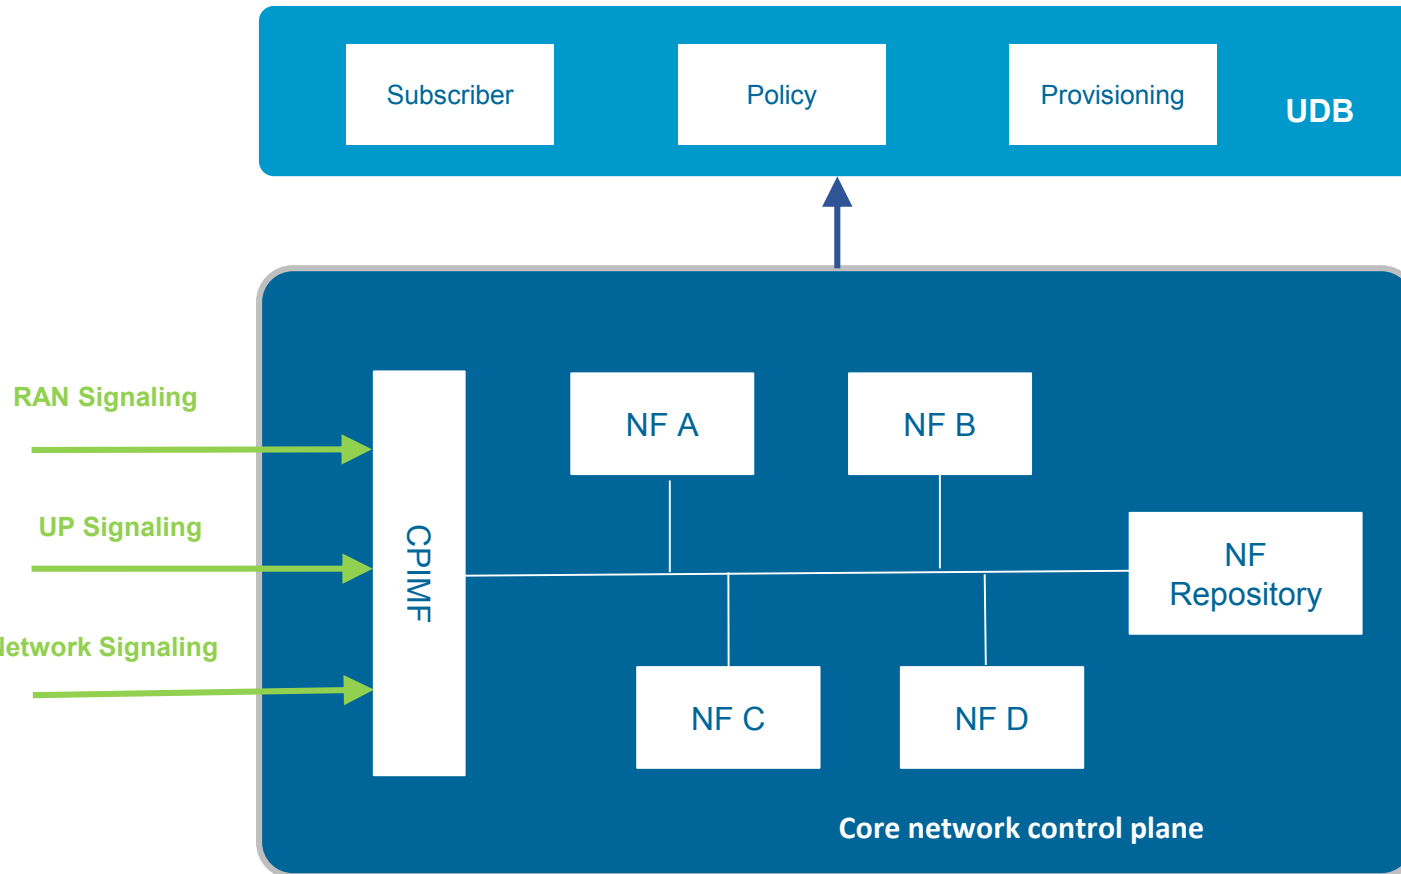 Subscriber
Policy
Provisioning
UDB
RAN Signaling
NF A
NF B
UP Signaling
CPIMF
NF
Repository
etwork Signaling
NF C
NF D
Core network control plane